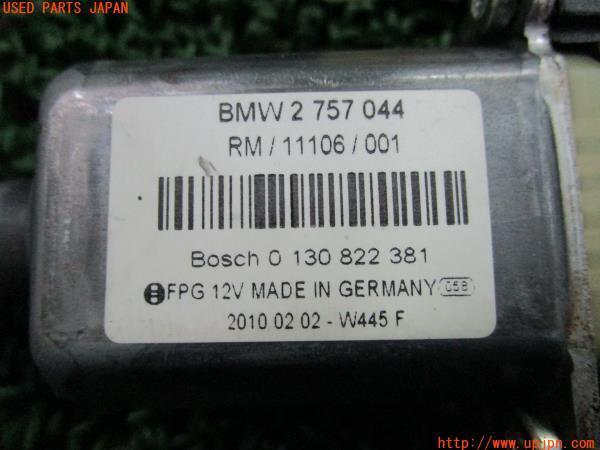 USED PARTS JAPAN
BMW 2 757 044
RM / 11106 / 001
Bosch 0 130 822 381
FPG 12V MADE IN GERMANY 058
2010 02 02 - W445 F
http://www.upjpn.com/